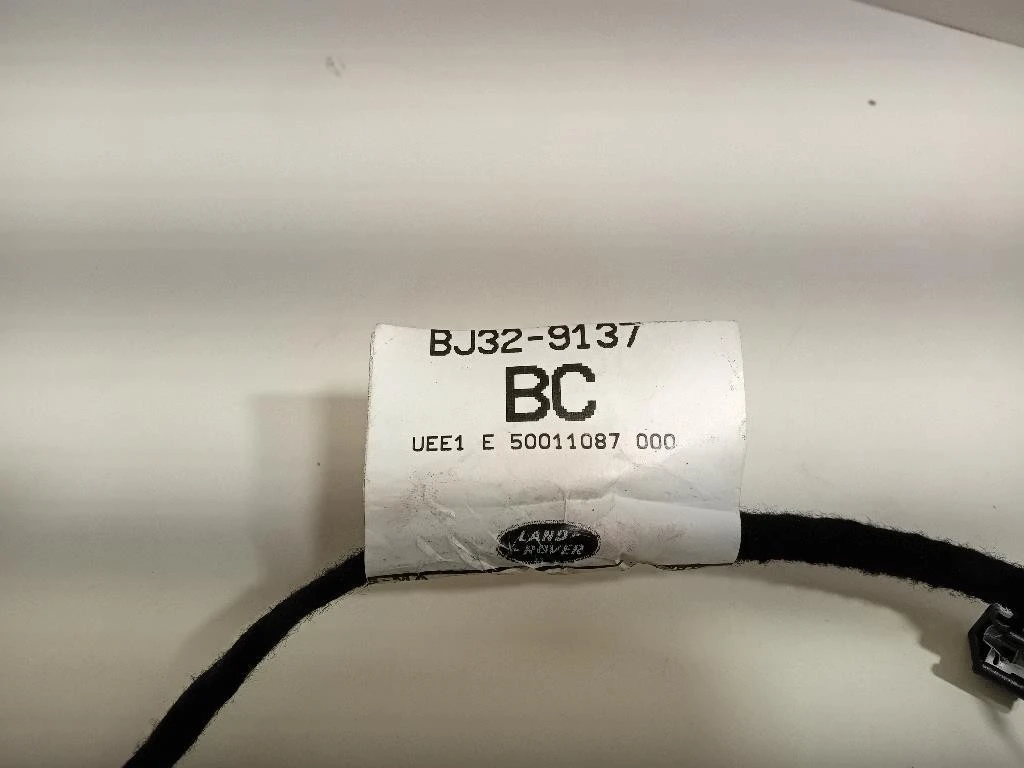 BJ32-9137
BC
UEE1 E 50011087 000
LAND-
ROVER